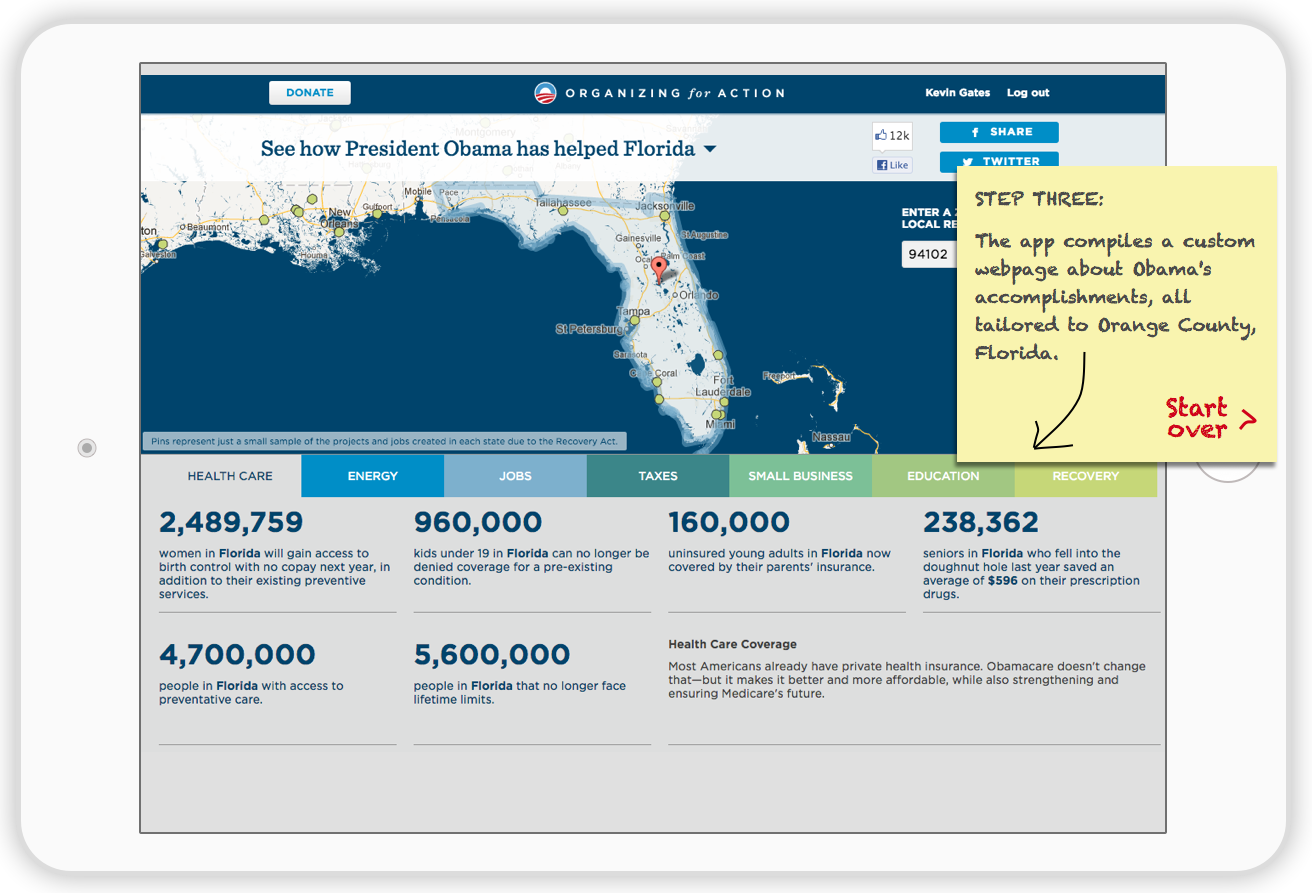 DONATE
ORGANIZING for ACTION
Kevin Gates Log out
See how President Obama has helped Florida
12k
Like
SHARE
TWITTER
Montgomery
Savannah
Mobile
Pace
Pensacola
Tallahassee
Jacksonville
New
Orleans
Gulfport
Beaumont
ton
Galveston
Houma
Gainesville
St Augustine
Palm Coast
Orlando
Tampa
St Petersburg
Sarasota
Coral
Fort
Lauderdale
Miami
Freeport
Nassau
ENTER A
LOCAL RE
94102
STEP THREE:
The app compiles a custom
webpage about Obama's
accomplishments, all
tailored to Orange County,
Florida.
Start
over >
Pins represent just a small sample of the projects and jobs created in each state due to the Recovery Act.
HEALTH CARE ENERGY JOBS TAXES SMALL BUSINESS EDUCATION RECOVERY
2,489,759
women in Florida will gain access to
birth control with no copay next year, in
addition to their existing preventive
services.
960,000
kids under 19 in Florida can no longer be
denied coverage for a pre-existing
condition.
160,000
uninsured young adults in Florida now
covered by their parents' insurance.
238,362
seniors in Florida who fell into the
doughnut hole last year saved an
average of $596 on their prescription
drugs.
4,700,000
people in Florida with access to
preventative care.
5,600,000
people in Florida that no longer face
lifetime limits.
Health Care Coverage
Most Americans already have private health insurance. Obamacare doesn't change
that—but it makes it better and more affordable, while also strengthening and
ensuring Medicare's future.